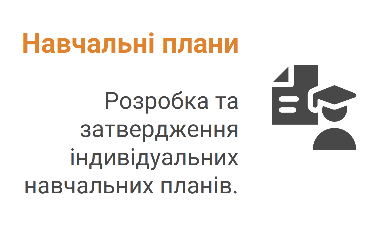 Навчальні плани
Розробка та
затвердження
індивідуальних
навчальних планів.